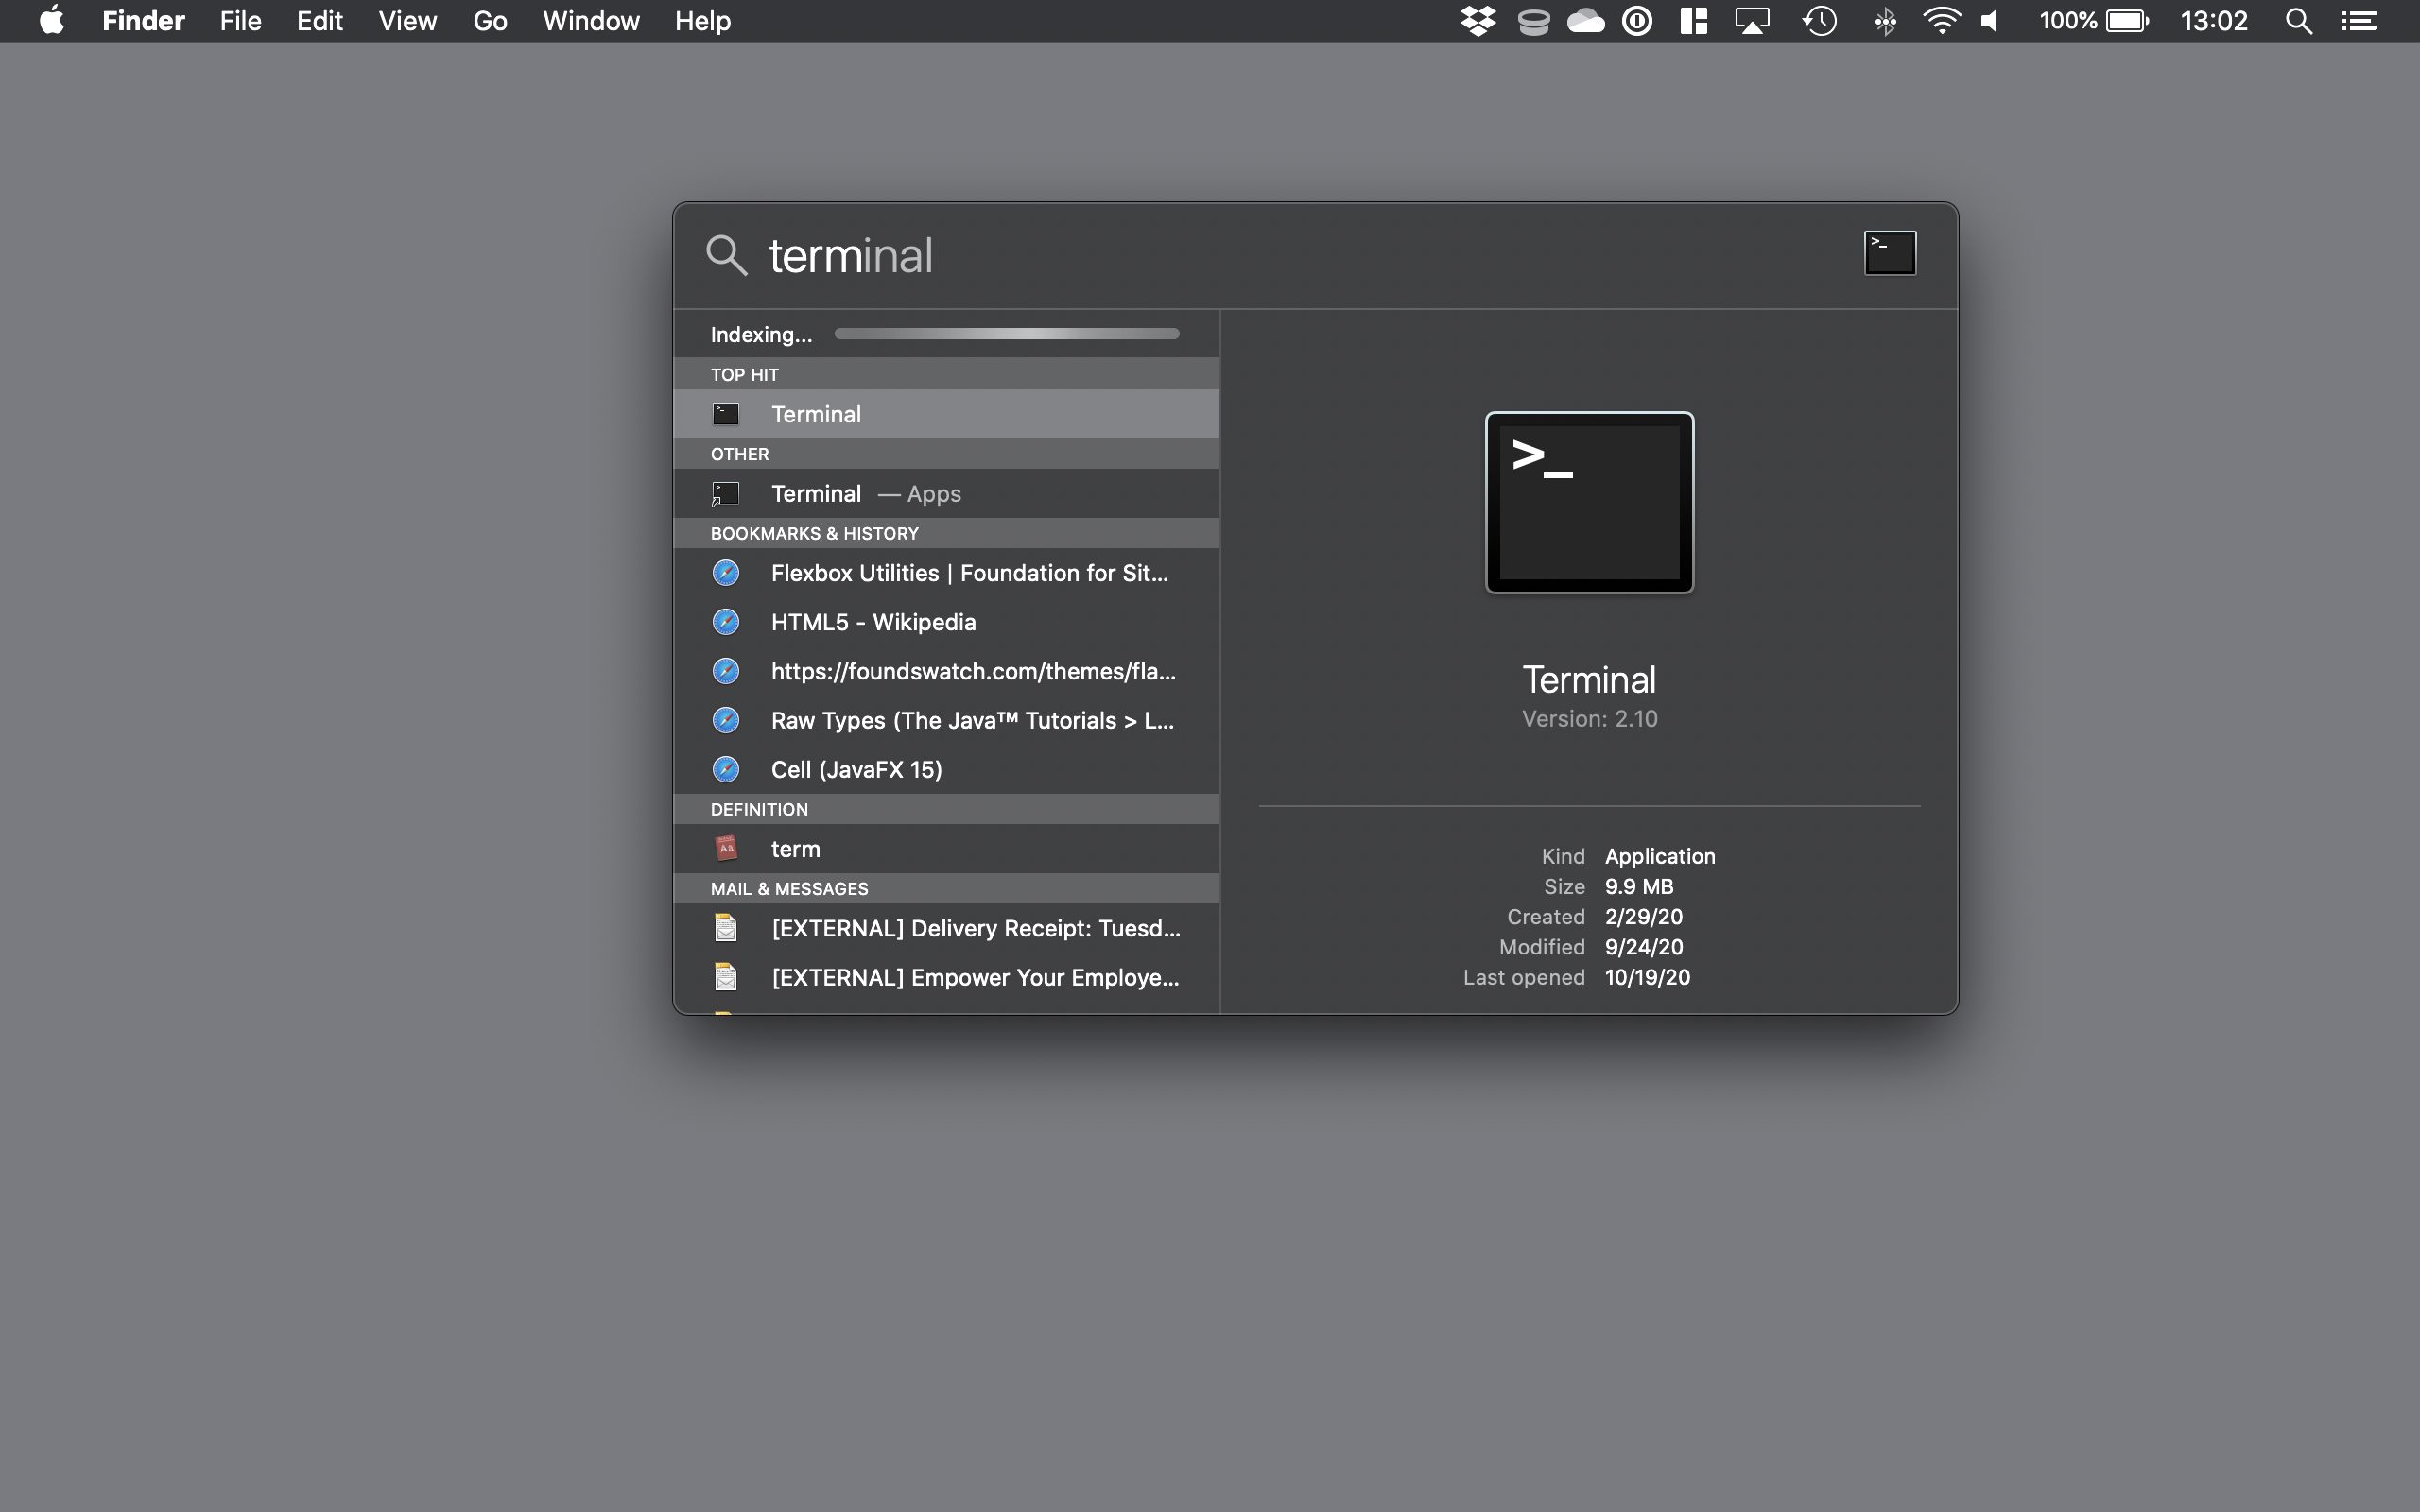 Finder File Edit View Go Window Help 100% 13:02
terminal
Indexing...
TOP HIT
Terminal
OTHER
Terminal — Apps
BOOKMARKS & HISTORY
Flexbox Utilities | Foundation for Sit...
HTML5 - Wikipedia
https://foundswatch.com/themes/fla...
Raw Types (The Java™ Tutorials > L...
Cell (JavaFX 15)
DEFINITION
term
MAIL & MESSAGES
[EXTERNAL] Delivery Receipt: Tuesd...
[EXTERNAL] Empower Your Employe...
>_
Terminal
Version: 2.10
Kind Application
Size 9.9 MB
Created 2/29/20
Modified 9/24/20
Last opened 10/19/20